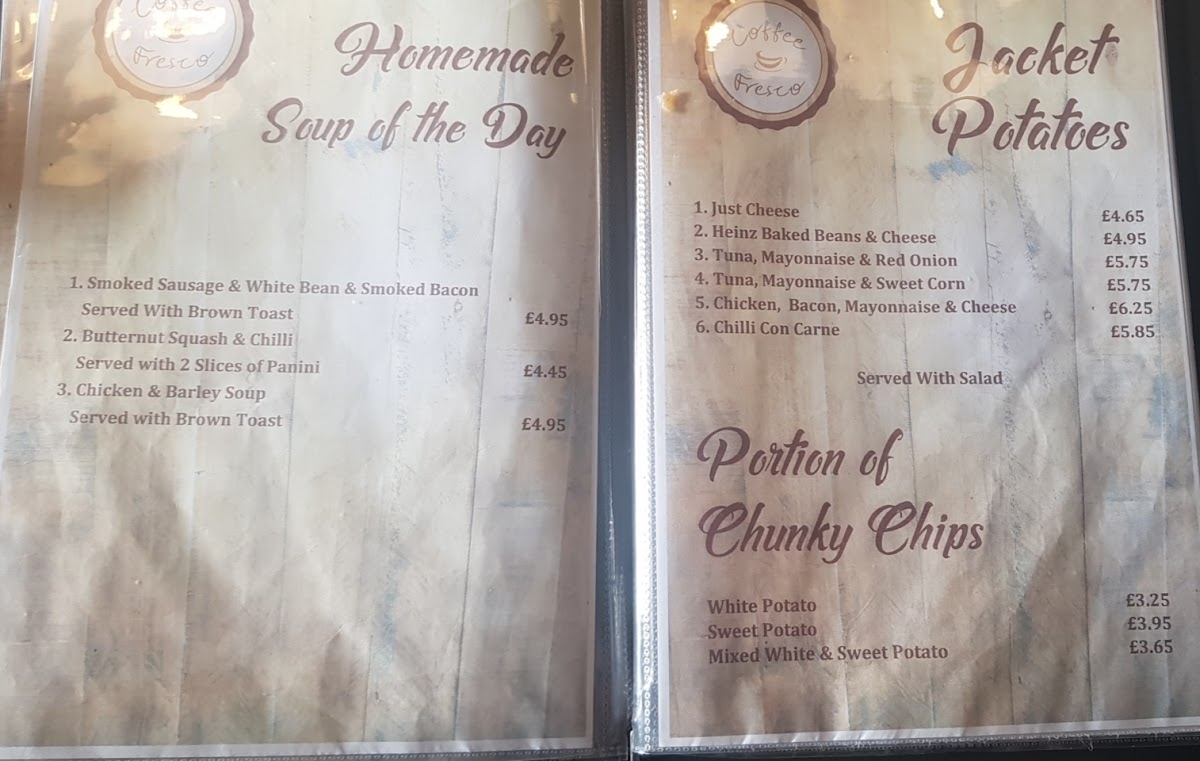 Coffee
Fresco
Homemade
Soup of the Day
1. Smoked Sausage & White Bean & Smoked Bacon
Served With Brown Toast £4.95
2. Butternut Squash & Chilli
Served with 2 Slices of Panini £4.45
3. Chicken & Barley Soup
Served with Brown Toast £4.95
Coffee
Fresco
Jacket
Potatoes
1. Just Cheese £4.65
2. Heinz Baked Beans & Cheese £4.95
3. Tuna, Mayonnaise & Red Onion £5.75
4. Tuna, Mayonnaise & Sweet Corn £5.75
5. Chicken, Bacon, Mayonnaise & Cheese £6.25
6. Chilli Con Carne £5.85
Served With Salad
Portion of
Chunky Chips
White Potato £3.25
Sweet Potato £3.95
Mixed White & Sweet Potato £3.65